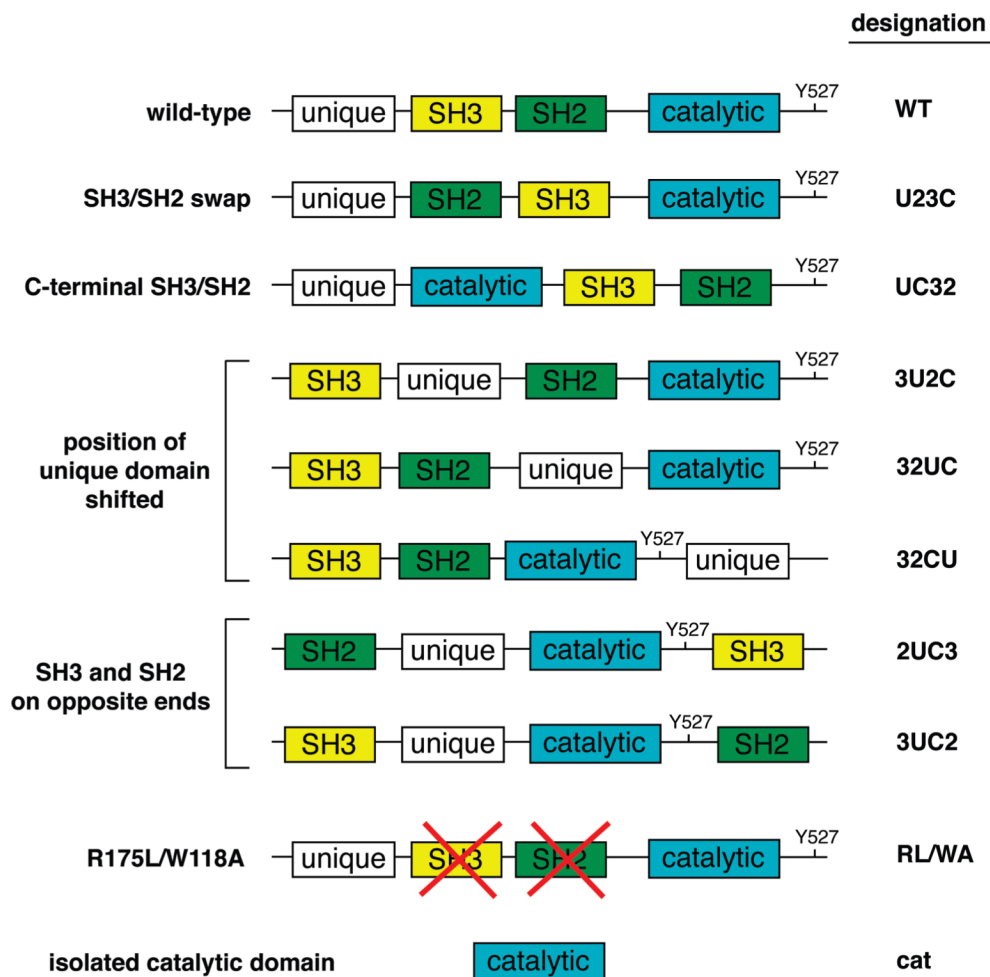 designation
wild-type unique SH3 SH2 catalytic Y527 WT
SH3/SH2 swap unique SH2 SH3 catalytic Y527 U23C
C-terminal SH3/SH2 unique catalytic SH3 SH2 Y527 UC32
SH3 unique SH2 catalytic Y527 3U2C
position of
unique domain
shifted
SH3 SH2 unique catalytic Y527 32UC
SH3 SH2 catalytic Y527 unique 32CU
SH2 unique catalytic Y527 SH3 2UC3
SH3 and SH2
on opposite ends
SH3 unique catalytic Y527 SH2 3UC2
R175L/W118A unique SH3 SH2 catalytic Y527 RL/WA
isolated catalytic domain catalytic cat